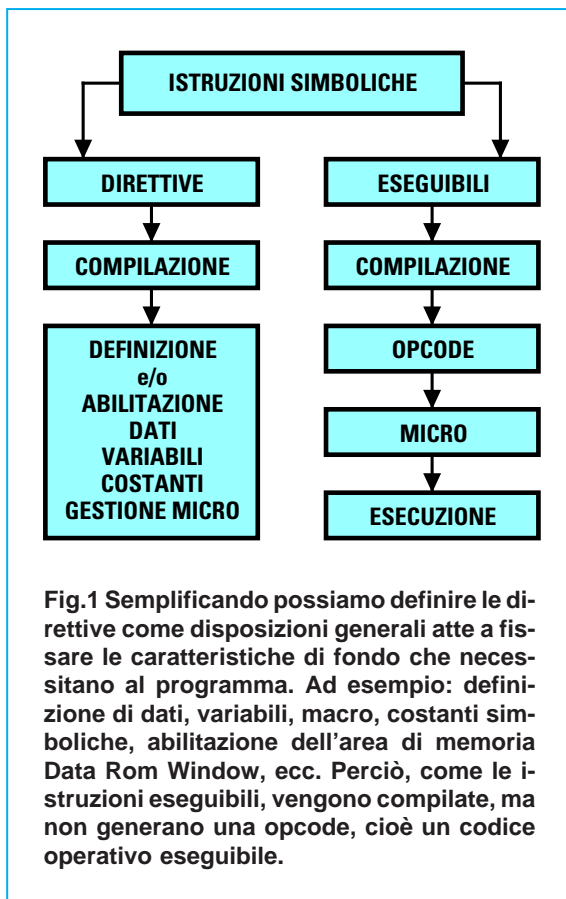 ISTRUZIONI SIMBOLICHE
DIRETTIVE
ESEGUIBILI
COMPILAZIONE
COMPILAZIONE
DEFINIZIONE
e/o
ABILITAZIONE
DATI
VARIABILI
COSTANTI
GESTIONE MICRO
OPCODE
MICRO
ESECUZIONE
Fig.1 Semplificando possiamo definire le di-
rettive come disposizioni generali atte a fis-
sare le caratteristiche di fondo che neces-
sitano al programma. Ad esempio: defini-
zione di dati, variabili, macro, costanti sim-
boliche, abilitazione dell'area di memoria
Data Rom Window, ecc. Perciò, come le i-
struzioni eseguibili, vengono compilate, ma
non generano una opcode, cioè un codice
operativo eseguibile.